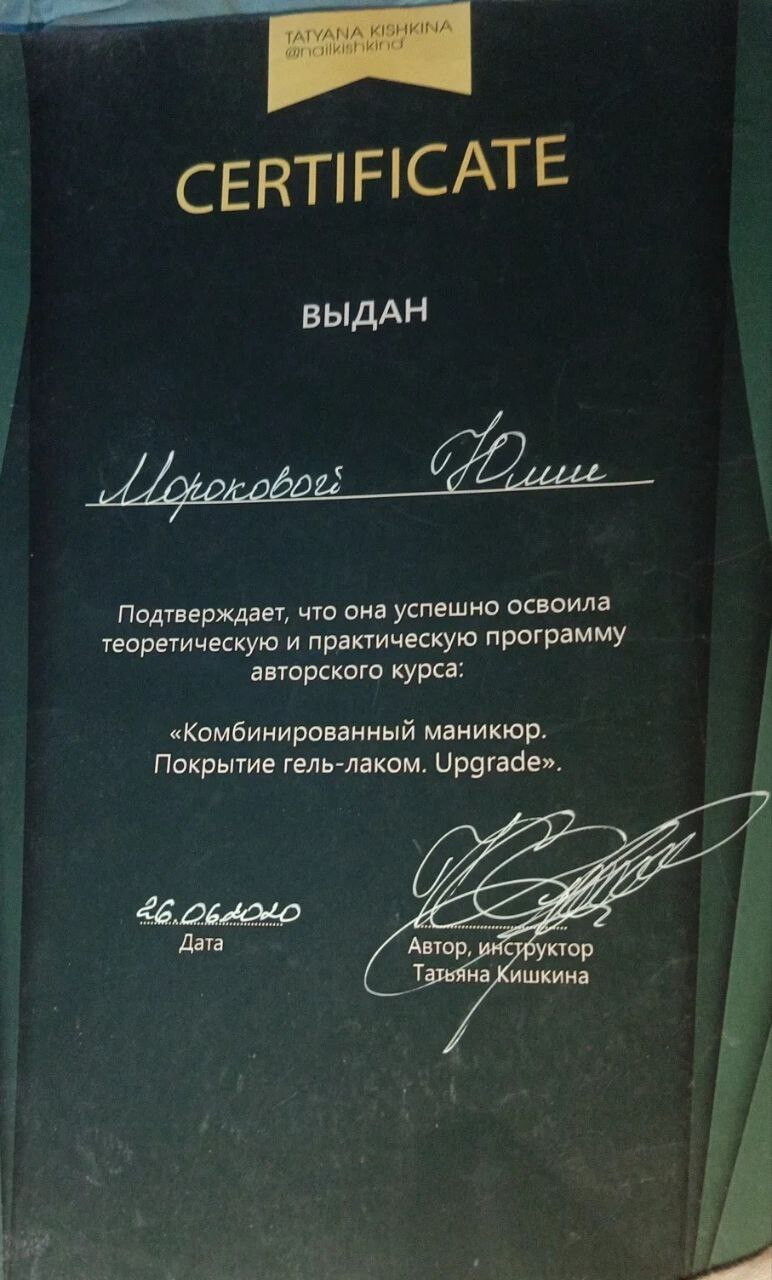 TATYANA KISHKINA
@nailkishkina
CERTIFICATE
ВЫДАН
Мороковой Юлии
Подтверждает, что она успешно освоила
теоретическую и практическую программу
авторского курса:
«Комбинированный маникюр.
Покрытие гель-лаком. Upgrade».
26.06.2020
Дата
Автор, инструктор
Татьяна Кишкина